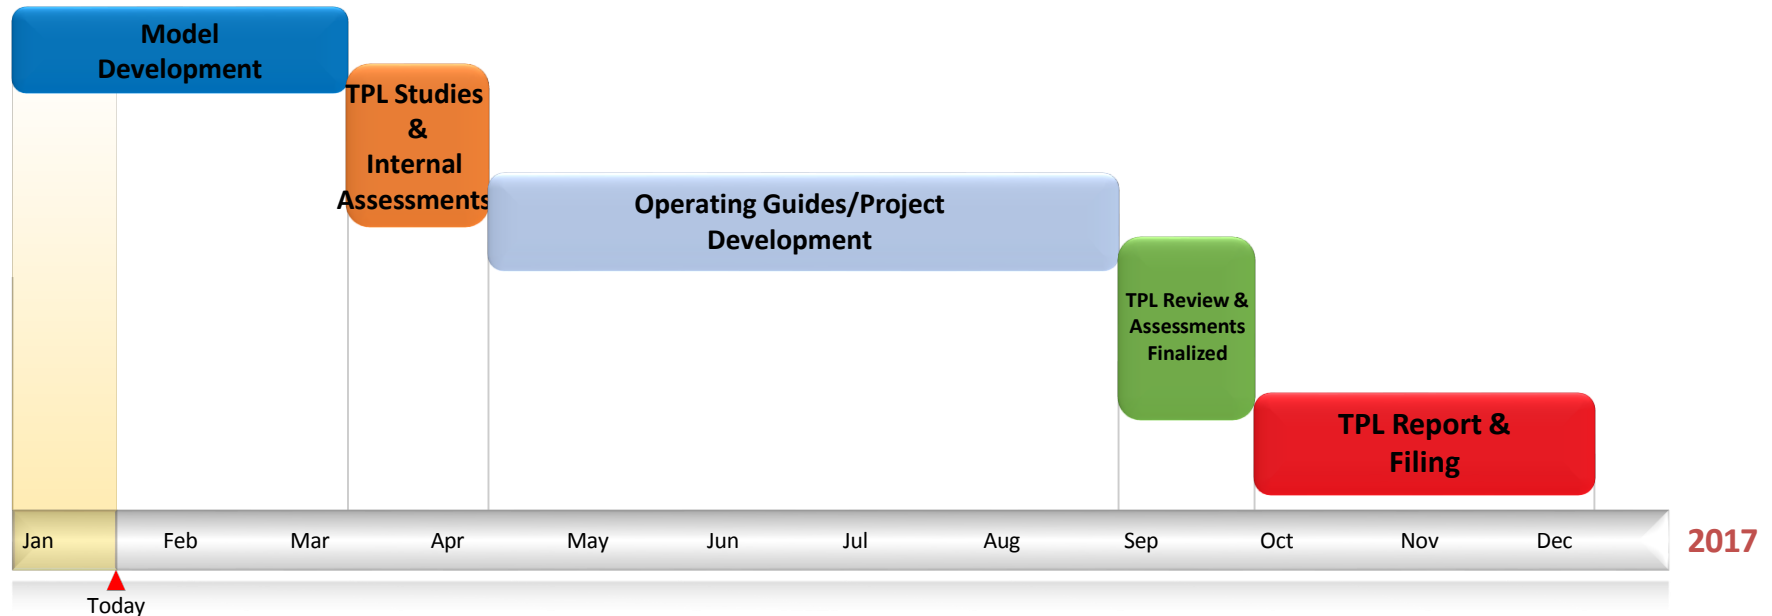 Model
Development
TPL Studies
&
Internal
Assessments
Operating Guides/Project
Development
TPL Review &
Assessments
Finalized
TPL Report &
Filing
Jan Feb Mar Apr May Jun Jul Aug Sep Oct Nov Dec 2017
Today